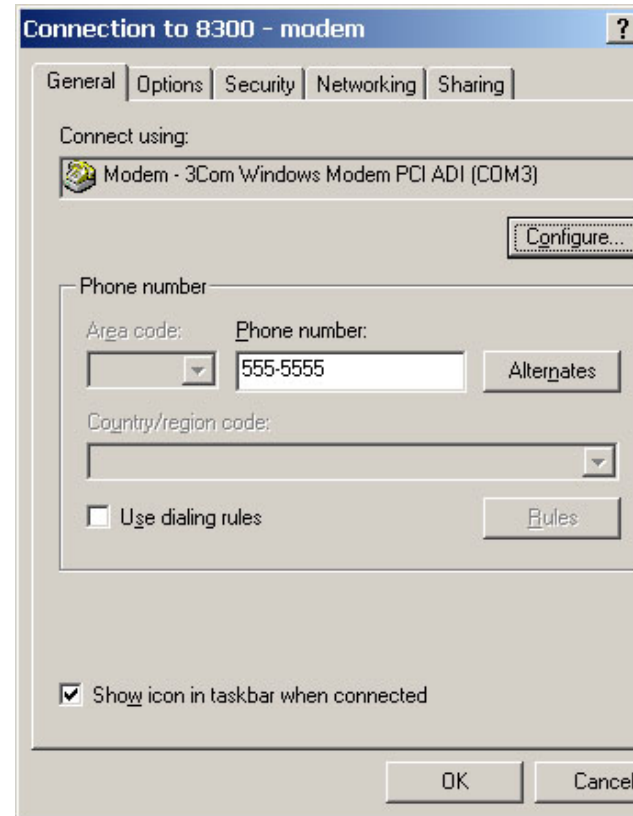 Connection to 8300 - modem ?
General Options Security Networking Sharing
Connect using:
Modem - 3Com Windows Modem PCI ADI (COM3)
Configure...
Phone number
Area code: Phone number:
555-5555 Alternates
Country/region code:
Use dialing rules Rules
Show icon in taskbar when connected
OK Cancel